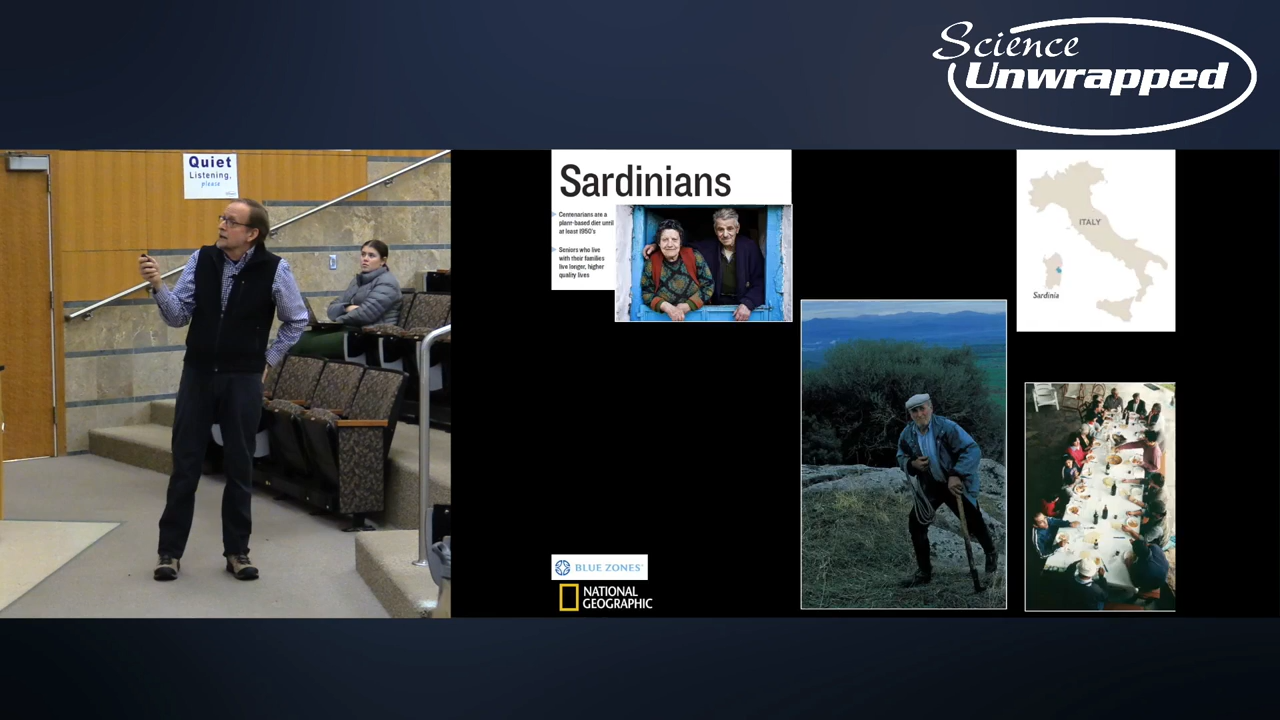 Science
Unwrapped
Quiet
Listening,
please
Sardinians
Centenarians are a
plant-based diet until
at least 1950's
Seniors who live
with their families
live longer, higher
quality lives
ITALY
Sardinia
BLUE ZONES
NATIONAL
GEOGRAPHIC